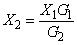 X₂ = X₁G₁ / G₂